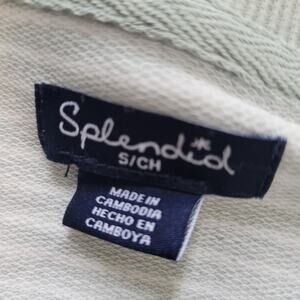 Splendid
S/CH
MADE IN
CAMBODIA
HECHO EN
CAMBOYA